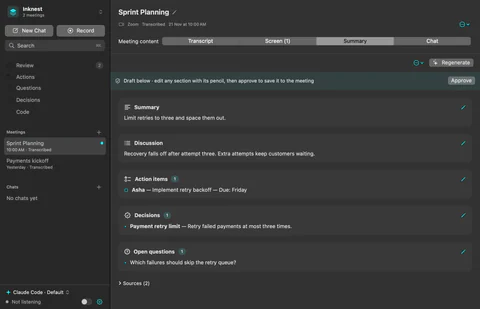 Inknest
2 meetings
New Chat
Record
Search
Review
Actions
Questions
Decisions
Code
Meetings
Sprint Planning
10:00 AM · Transcribed
Payments kickoff
Yesterday · Transcribed
Chats
No chats yet
Claude Code · Default
Not listening
Sprint Planning
Zoom Transcribed 21 Nov at 10:00 AM
Meeting content
Transcript
Screen (1)
Summary
Chat
Regenerate
Draft below · edit any section with its pencil, then approve to save it to the meeting
Approve
Summary
Limit retries to three and space them out.
Discussion
Recovery falls off after attempt three. Extra attempts keep customers waiting.
Action items 1
Asha — Implement retry backoff — Due: Friday
Decisions 1
Payment retry limit — Retry failed payments at most three times.
Open questions 1
Which failures should skip the retry queue?
Sources (2)